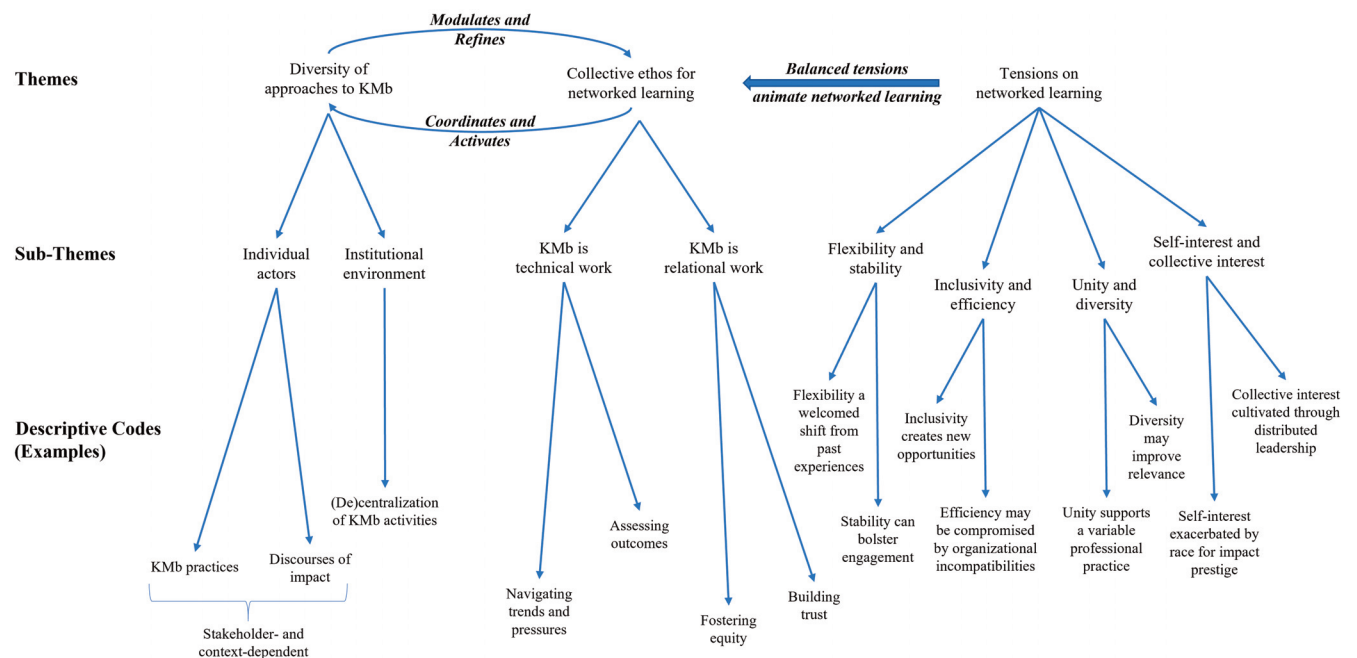 Modulates and
Refines
Themes
Diversity of
approaches to KMb
Collective ethos for
networked learning
Balanced tensions
animate networked learning
Tensions on
networked learning
Coordinates and
Activates
Sub-Themes
Individual
actors
Institutional
environment
KMb is
technical work
KMb is
relational work
Flexibility and
stability
Inclusivity and
efficiency
Unity and
diversity
Self-interest and
collective interest
Descriptive Codes
(Examples)
Flexibility a
welcomed
shift from
past
experiences
Inclusivity
creates new
opportunities
Diversity
may
improve
relevance
Collective interest
cultivated through
distributed
leadership
(De)centralization
of KMb activities
Assessing
outcomes
Stability can
bolster
engagement
Efficiency may
be compromised
by organizational
incompatibilities
Unity supports
a variable
professional
practice
Self-interest
exacerbated by
race for impact
prestige
KMb practices
Discourses of
impact
Navigating
trends and
pressures
Fostering
equity
Building
trust
Stakeholder- and
context-dependent